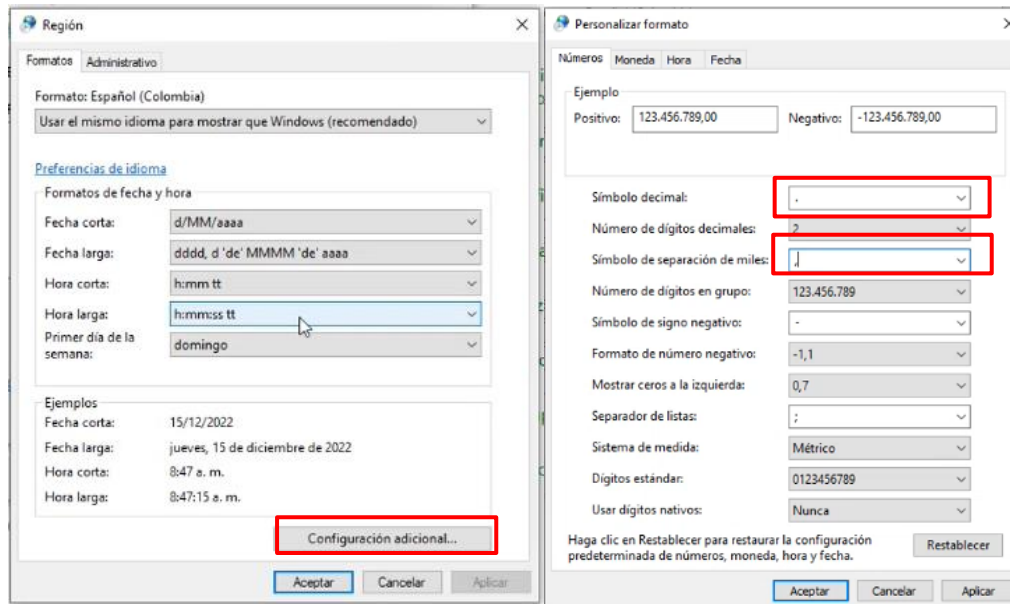 Región
Formatos Administrativo
Formato: Español (Colombia)
Usar el mismo idioma para mostrar que Windows (recomendado)
Preferencias de idioma
Formatos de fecha y hora
Fecha corta: d/MM/aaaa
Fecha larga: dddd, d 'de' MMMM 'de' aaaa
Hora corta: h:mm tt
Hora larga: h:mm:ss tt
Primer día de la
semana: domingo
Ejemplos
Fecha corta: 15/12/2022
Fecha larga: jueves, 15 de diciembre de 2022
Hora corta: 8:47 a. m.
Hora larga: 8:47:15 a. m.
Configuración adicional...
Aceptar Cancelar Aplicar
Personalizar formato
Números Moneda Hora Fecha
Ejemplo
Positivo: 123.456.789,00 Negativo: -123.456.789,00
Símbolo decimal: .
Número de dígitos decimales: 2
Símbolo de separación de miles: ,
Número de dígitos en grupo: 123.456.789
Símbolo de signo negativo: -
Formato de número negativo: -1,1
Mostrar ceros a la izquierda: 0,7
Separador de listas: ;
Sistema de medida: Métrico
Dígitos estándar: 0123456789
Usar dígitos nativos: Nunca
Haga clic en Restablecer para restaurar la configuración
predeterminada de números, moneda, hora y fecha.
Restablecer
Aceptar Cancelar Aplicar